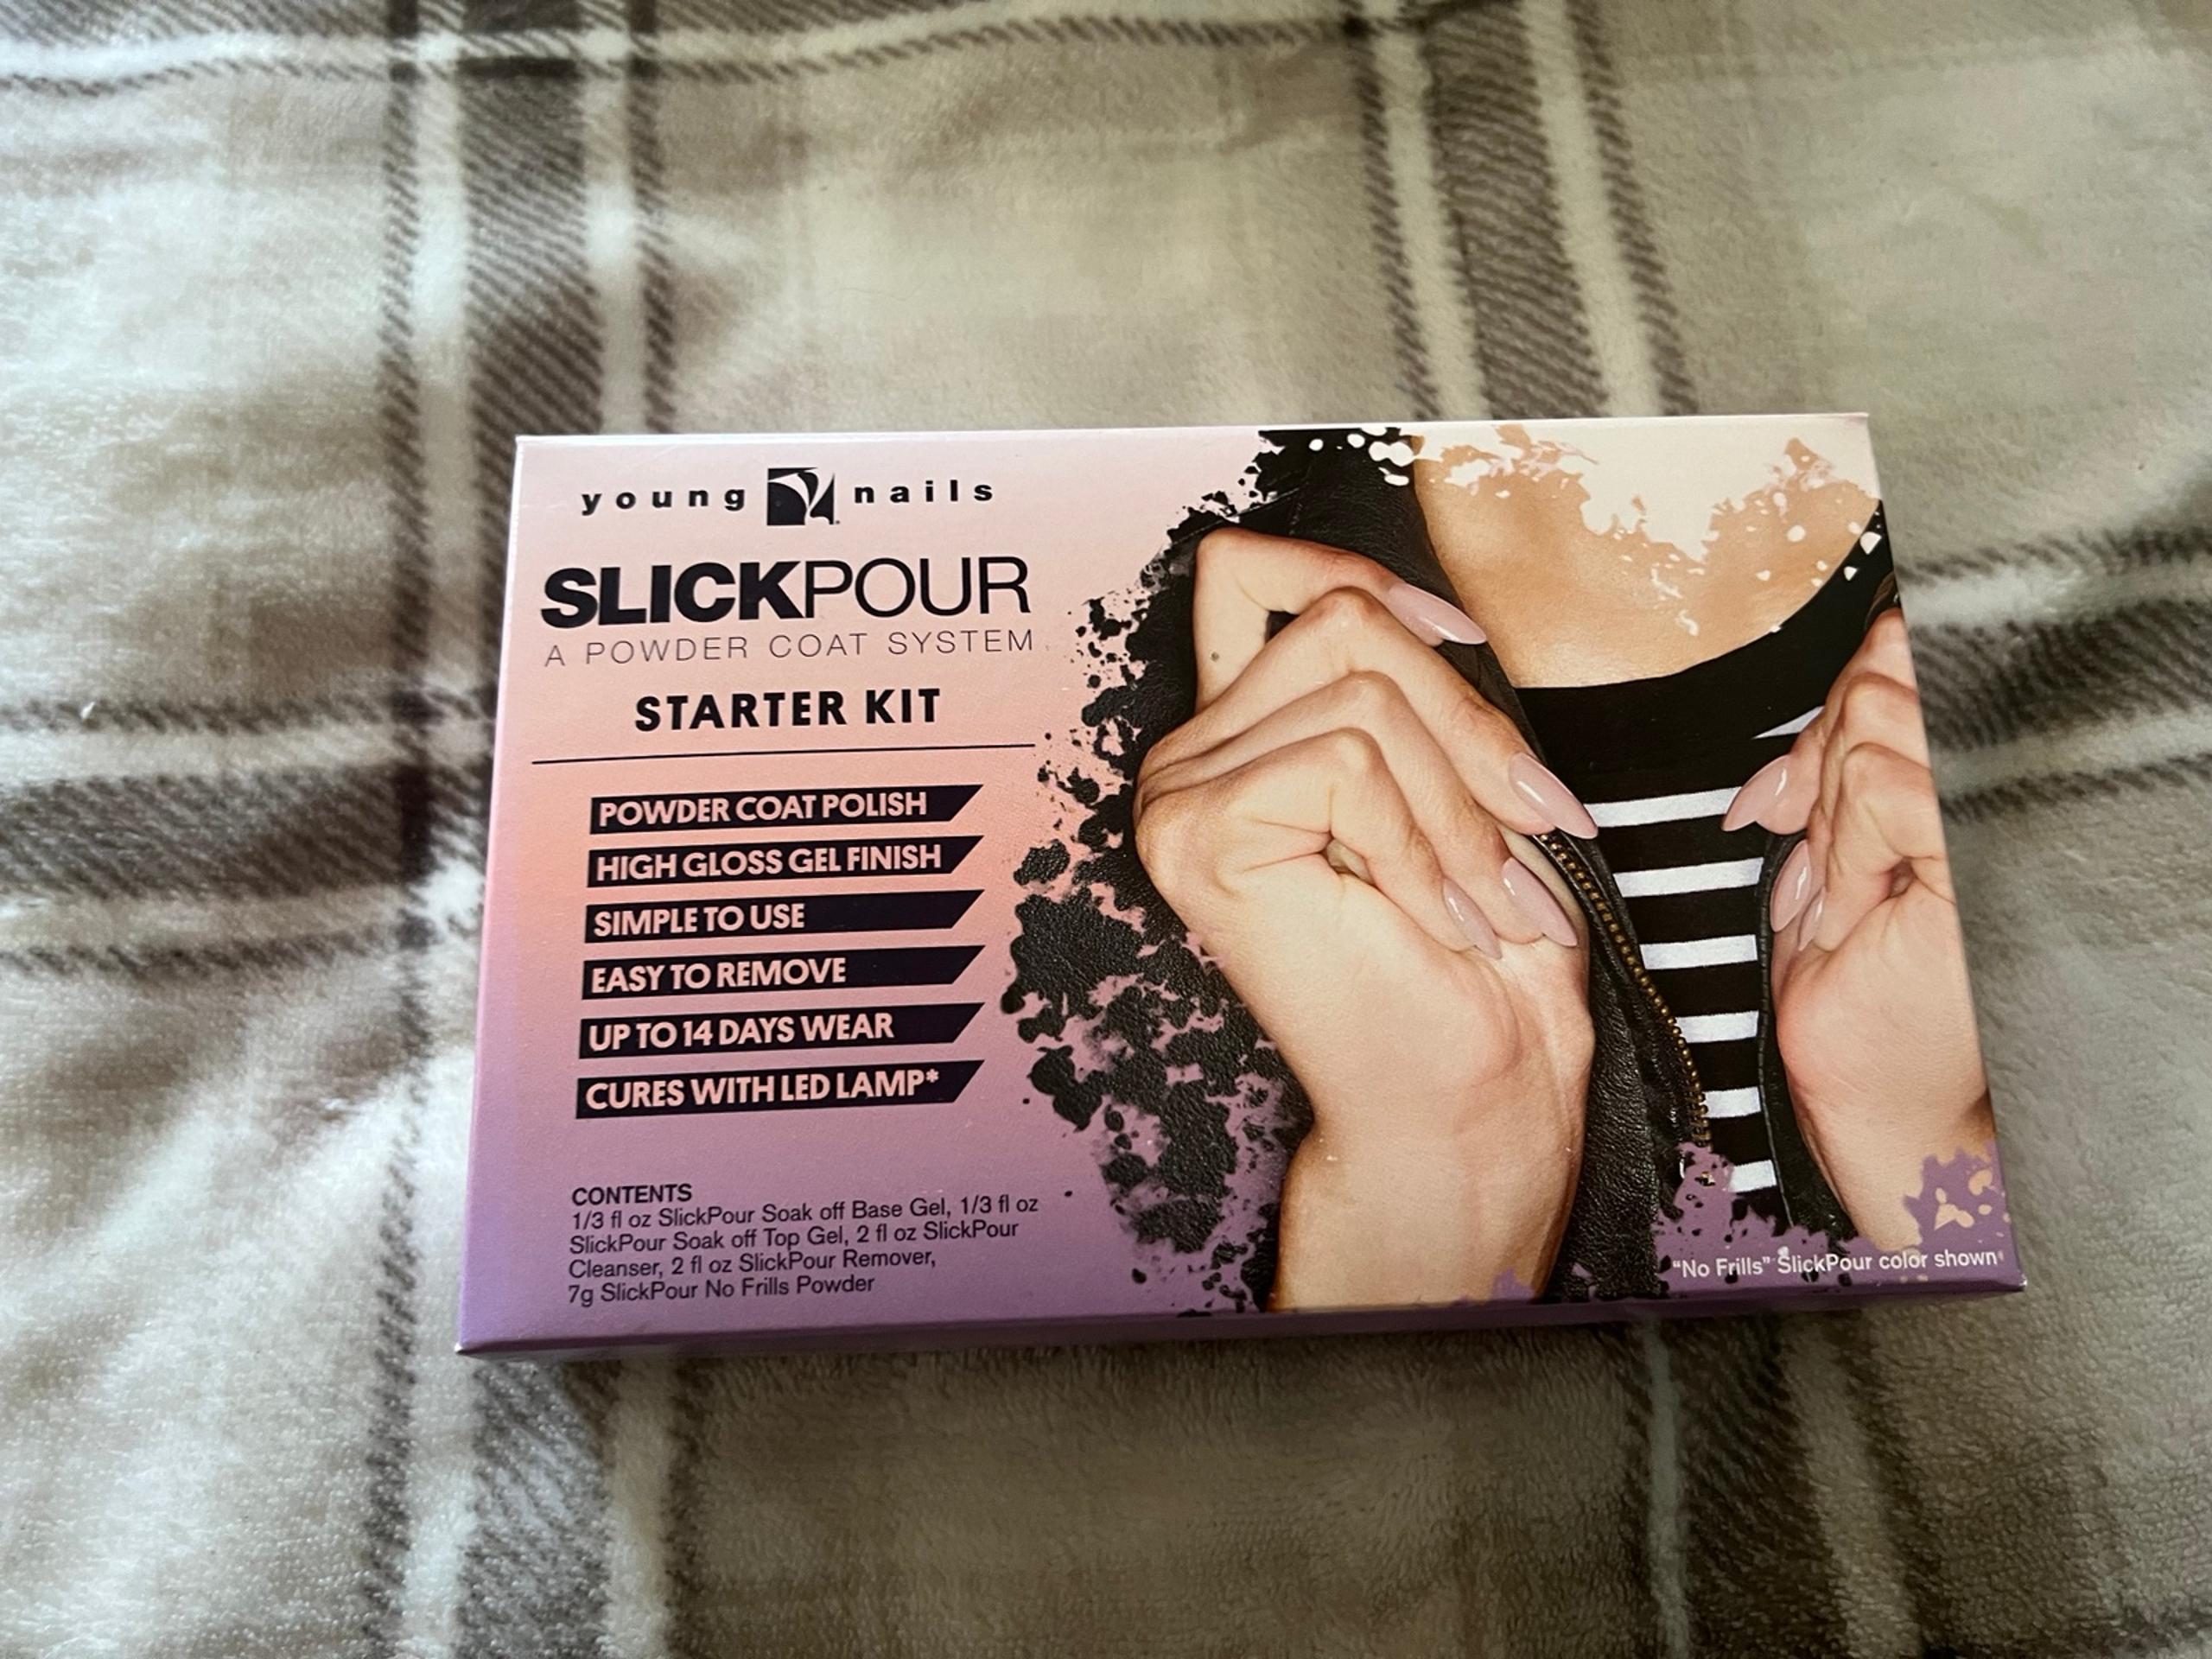 young nails
SLICKPOUR
A POWDER COAT SYSTEM
STARTER KIT
POWDER COAT POLISH
HIGH GLOSS GEL FINISH
SIMPLE TO USE
EASY TO REMOVE
UP TO 14 DAYS WEAR
CURES WITH LED LAMP*
CONTENTS
1/3 fl oz SlickPour Soak off Base Gel, 1/3 fl oz
SlickPour Soak off Top Gel, 2 fl oz SlickPour
Cleanser, 2 fl oz SlickPour Remover,
7g SlickPour No Frills Powder
"No Frills" SlickPour color shown